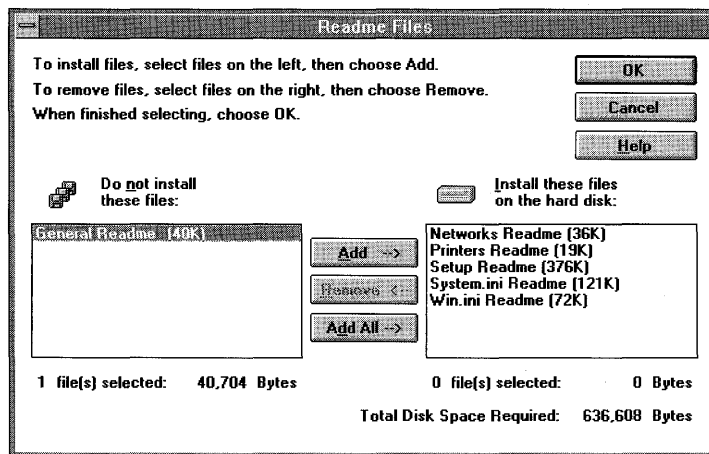 Readme Files
To install files, select files on the left, then choose Add.
To remove files, select files on the right, then choose Remove.
When finished selecting, choose OK.
OK
Cancel
Help
Do not install
these files:
Install these files
on the hard disk:
General Readme (40K)
Add -->
Remove <--
Add All -->
Networks Readme (36K)
Printers Readme (19K)
Setup Readme (376K)
System.ini Readme (121K)
Win.ini Readme (72K)
1 file(s) selected: 40,704 Bytes
0 file(s) selected: 0 Bytes
Total Disk Space Required: 636,608 Bytes